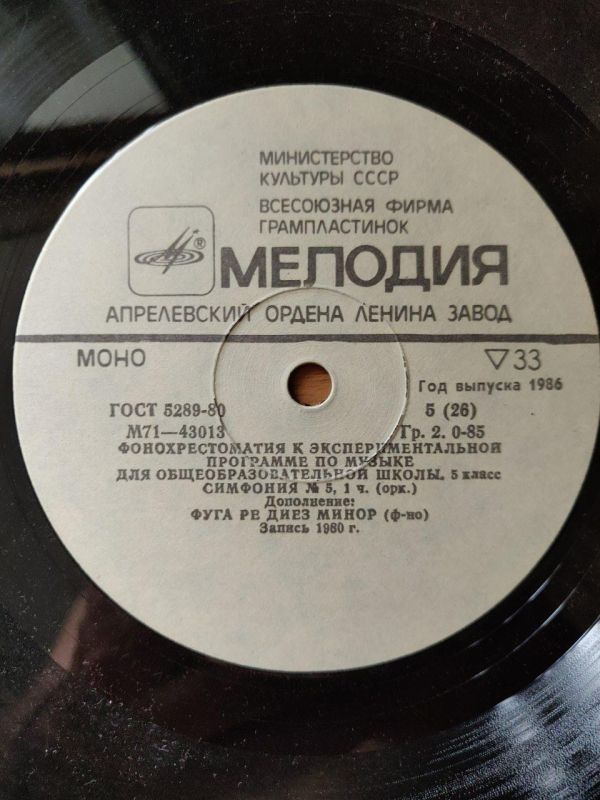 МИНИСТЕРСТВО
КУЛЬТУРЫ СССР
ВСЕСОЮЗНАЯ ФИРМА
ГРАМПЛАСТИНОК
® МЕЛОДИЯ
АПРЕЛЕВСКИЙ ОРДЕНА ЛЕНИНА ЗАВОД
МОНО ▽33
Год выпуска 1986
ГОСТ 5289-80 5 (26)
М71—43013 Гр. 2. 0-85
ФОНОХРЕСТОМАТИЯ К ЭКСПЕРИМЕНТАЛЬНОЙ
ПРОГРАММЕ ПО МУЗЫКЕ
ДЛЯ ОБЩЕОБРАЗОВАТЕЛЬНОЙ ШКОЛЫ. 5 класс
СИМФОНИЯ № 5, 1 ч. (орк.)
Дополнение:
ФУГА РЕ ДИЕЗ МИНОР (ф-но)
Запись 1980 г.